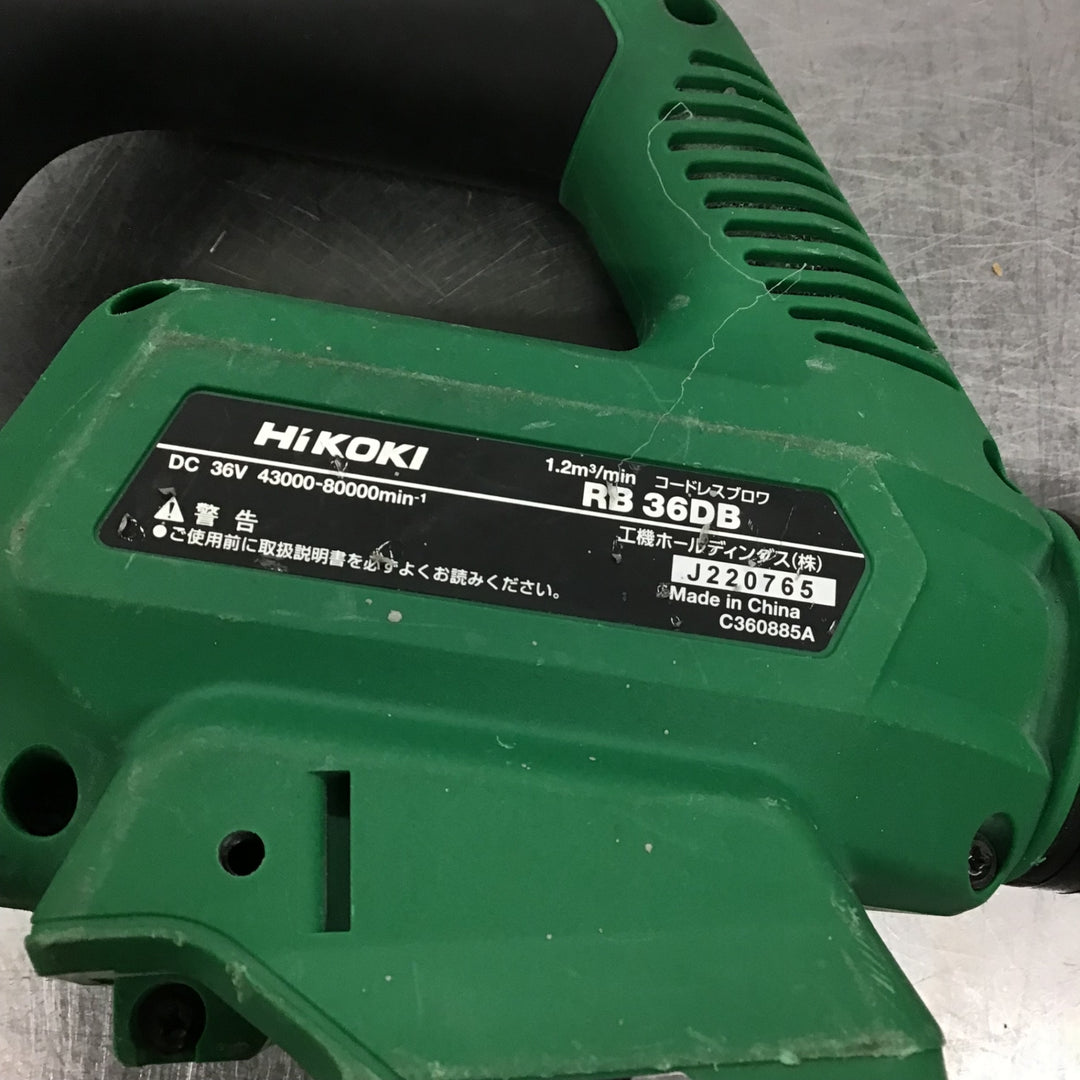 HiKOKI
DC 36V 43000-80000min-1
警告
●ご使用前に取扱説明書を必ずよくお読みください。
1.2m³/min コードレスブロワ
RB 36DB
工機ホールディングス(株)
J220765
Made in China
C360885A